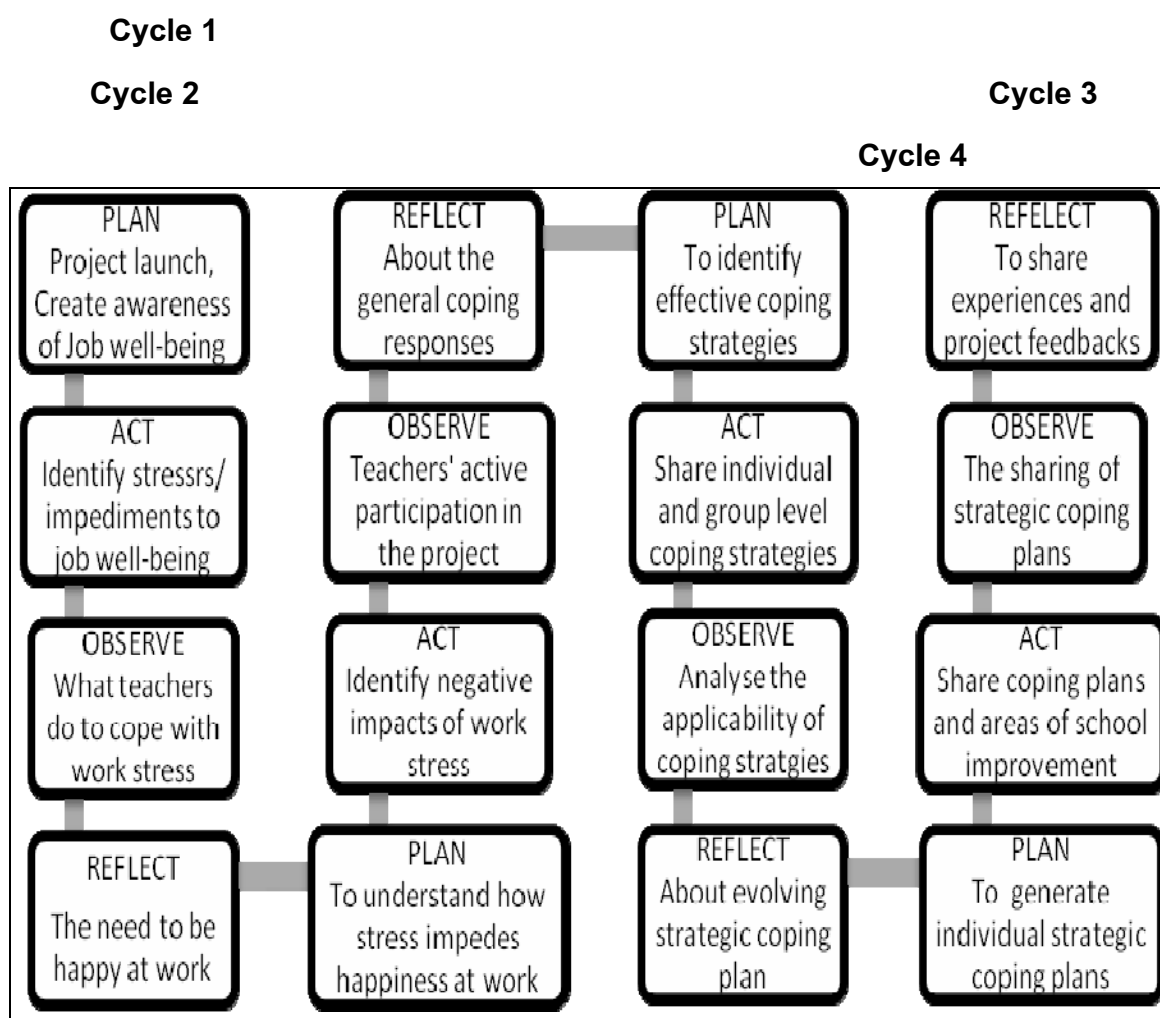 Cycle 1
Cycle 2
Cycle 3
Cycle 4
PLAN
Project launch,
Create awareness
of Job well-being
ACT
Identify stressrs/
impediments to
job well-being
OBSERVE
What teachers
do to cope with
work stress
REFLECT
The need to be
happy at work
PLAN
To understand how
stress impedes
happiness at work
ACT
Identify negative
impacts of work
stress
OBSERVE
Teachers' active
participation in
the project
REFLECT
About the
general coping
responses
PLAN
To identify
effective coping
strategies
ACT
Share individual
and group level
coping strategies
OBSERVE
Analyse the
applicability of
coping stratgies
REFLECT
About evolving
strategic coping
plan
PLAN
To generate
individual strategic
coping plans
ACT
Share coping plans
and areas of school
improvement
OBSERVE
The sharing of
strategic coping
plans
REFELECT
To share
experiences and
project feedbacks